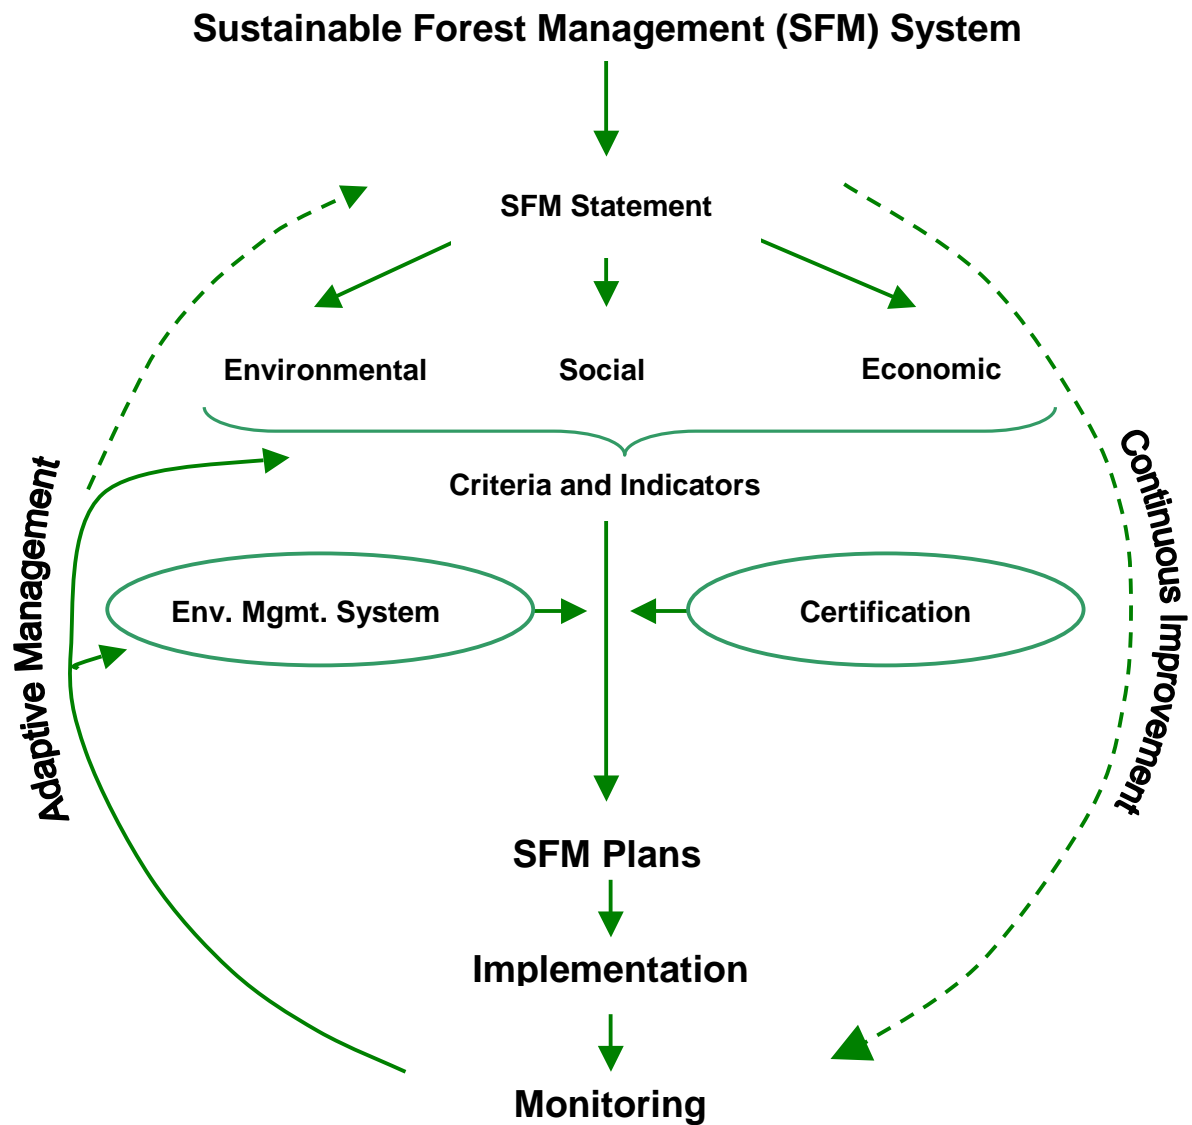 Sustainable Forest Management (SFM) System
SFM Statement
Environmental
Social
Economic
Criteria and Indicators
Adaptive Management
Continuous Improvement
Env. Mgmt. System
Certification
SFM Plans
Implementation
Monitoring